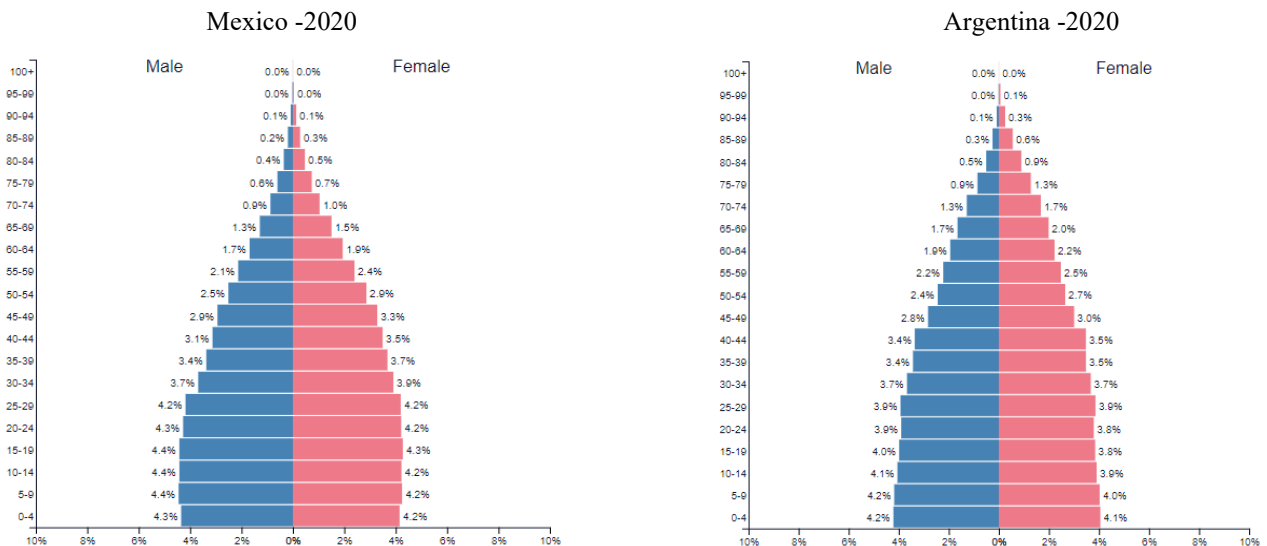 Mexico -2020
Male Female
100+ 0.0% 0.0%
95-99 0.0% 0.0%
90-94 0.1% 0.1%
85-89 0.2% 0.3%
80-84 0.4% 0.5%
75-79 0.6% 0.7%
70-74 0.9% 1.0%
65-69 1.3% 1.5%
60-64 1.7% 1.9%
55-59 2.1% 2.4%
50-54 2.5% 2.9%
45-49 2.9% 3.3%
40-44 3.1% 3.5%
35-39 3.4% 3.7%
30-34 3.7% 3.9%
25-29 4.2% 4.2%
20-24 4.3% 4.2%
15-19 4.4% 4.3%
10-14 4.4% 4.2%
5-9 4.4% 4.2%
0-4 4.3% 4.2%
10% 8% 6% 4% 2% 0% 2% 4% 6% 8% 10%
Argentina -2020
Male Female
100+ 0.0% 0.0%
95-99 0.0% 0.1%
90-94 0.1% 0.3%
85-89 0.3% 0.6%
80-84 0.5% 0.9%
75-79 0.9% 1.3%
70-74 1.3% 1.7%
65-69 1.7% 2.0%
60-64 1.9% 2.2%
55-59 2.2% 2.5%
50-54 2.4% 2.7%
45-49 2.8% 3.0%
40-44 3.4% 3.5%
35-39 3.4% 3.5%
30-34 3.7% 3.7%
25-29 3.9% 3.9%
20-24 3.9% 3.8%
15-19 4.0% 3.8%
10-14 4.1% 3.9%
5-9 4.2% 4.0%
0-4 4.2% 4.1%
10% 8% 6% 4% 2% 0% 2% 4% 6% 8% 10%